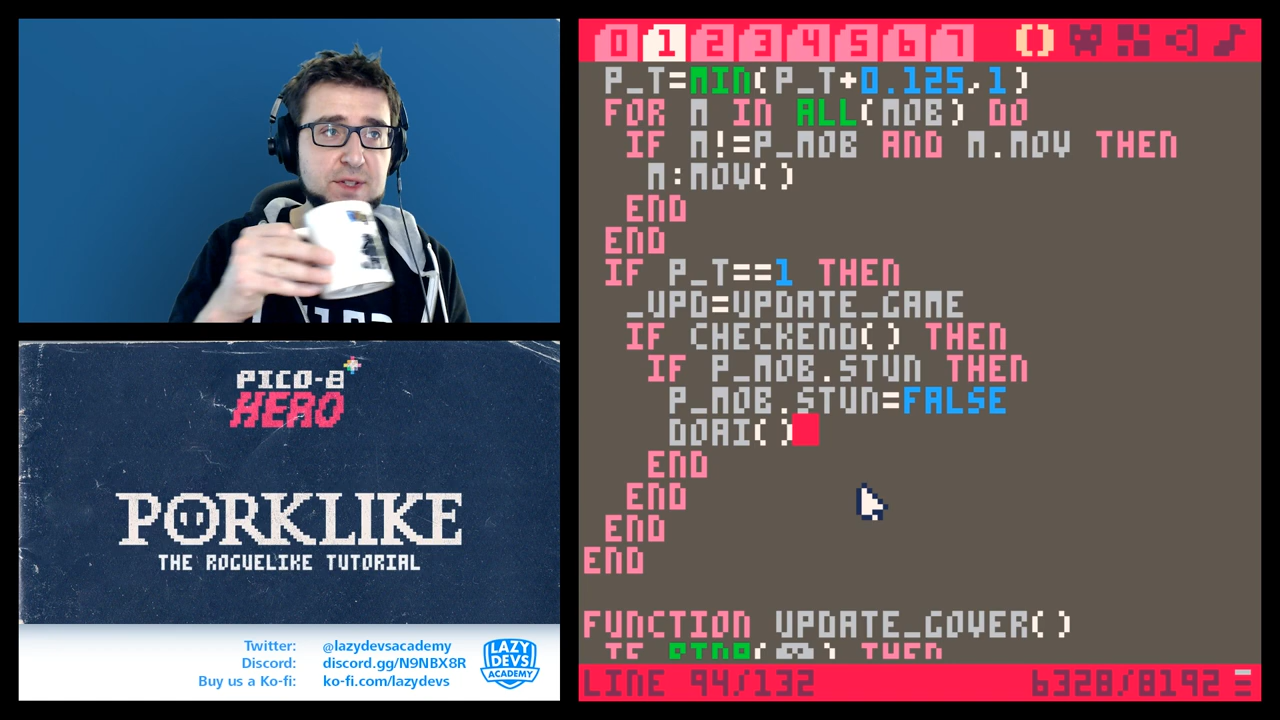 PICO-8
HERO
PORKLIKE
THE ROGUELIKE TUTORIAL
Twitter: @lazydevsacademy
Discord: discord.gg/N9NBX8R
Buy us a Ko-fi: ko-fi.com/lazydevs
LAZY
DEVS
ACADEMY
0 1 2 3 4 5 6 7 ()
P_T=MIN(P_T+0.125,1)
FOR M IN ALL(MOB) DO
IF M!=P_MOB AND M.MOV THEN
M:MOV()
END
END
IF P_T==1 THEN
_UPD=UPDATE_GAME
IF CHECKEND() THEN
IF P_MOB.STUN THEN
P_MOB.STUN=FALSE
DOAI()
END
END
END
END
FUNCTION UPDATE_GOVER()
LINE 94/132 6328/8192